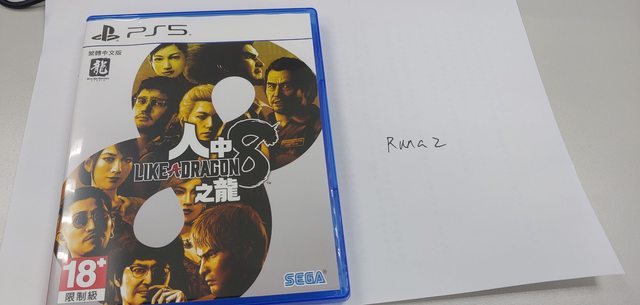 PS5
繁體中文版
龍
人中
8
LIKE A DRAGON
之龍
18+
限制級
SEGA
Runa2